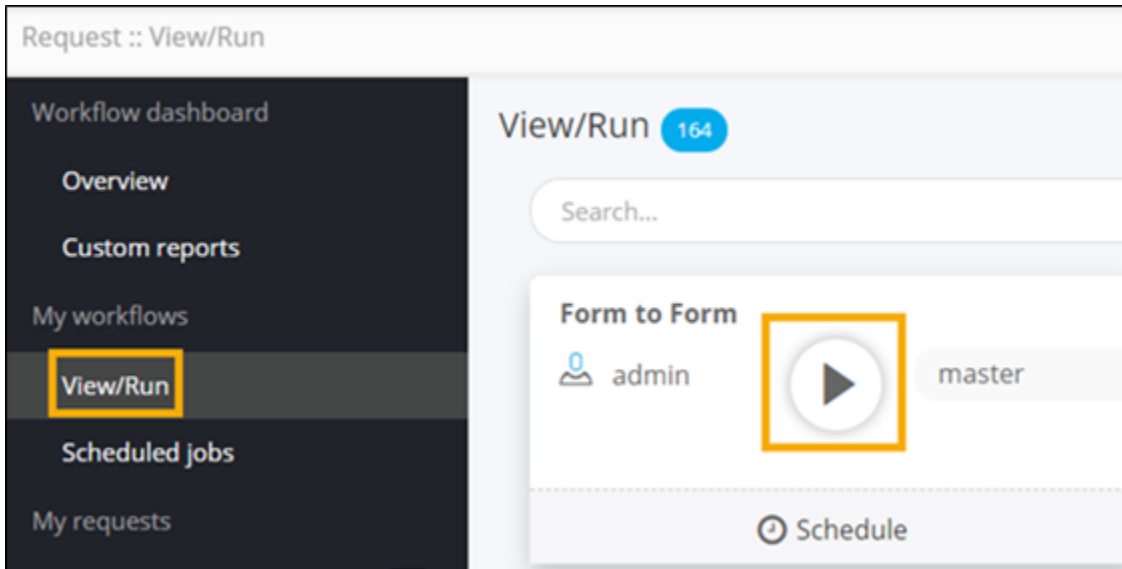 Request :: View/Run
Workflow dashboard
Overview
Custom reports
My workflows
View/Run
Scheduled jobs
My requests
View/Run 164
Search...
Form to Form
admin
master
Schedule